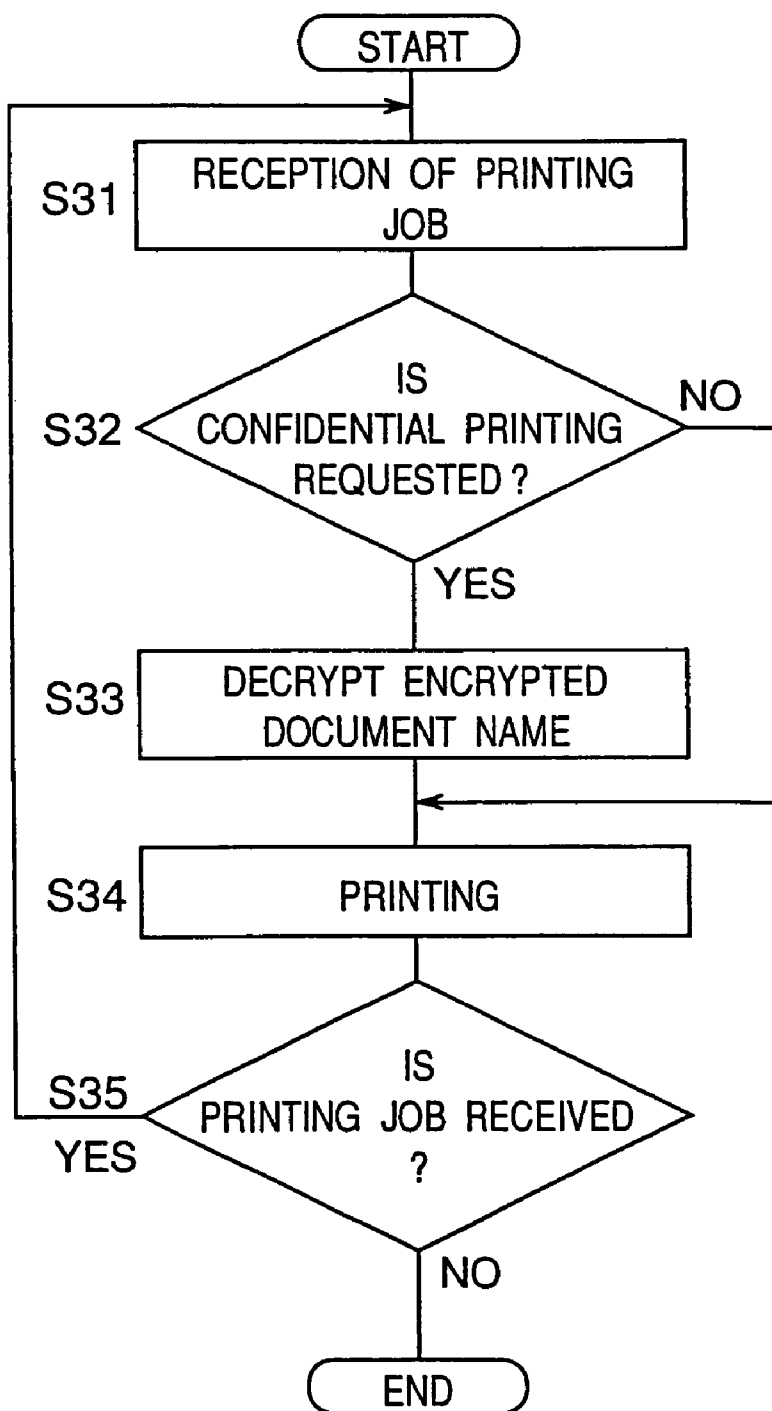 START
S31
RECEPTION OF PRINTING
JOB
S32
IS
CONFIDENTIAL PRINTING
REQUESTED ?
NO
YES
S33
DECRYPT ENCRYPTED
DOCUMENT NAME
S34
PRINTING
S35
IS
PRINTING JOB RECEIVED
?
YES
NO
END